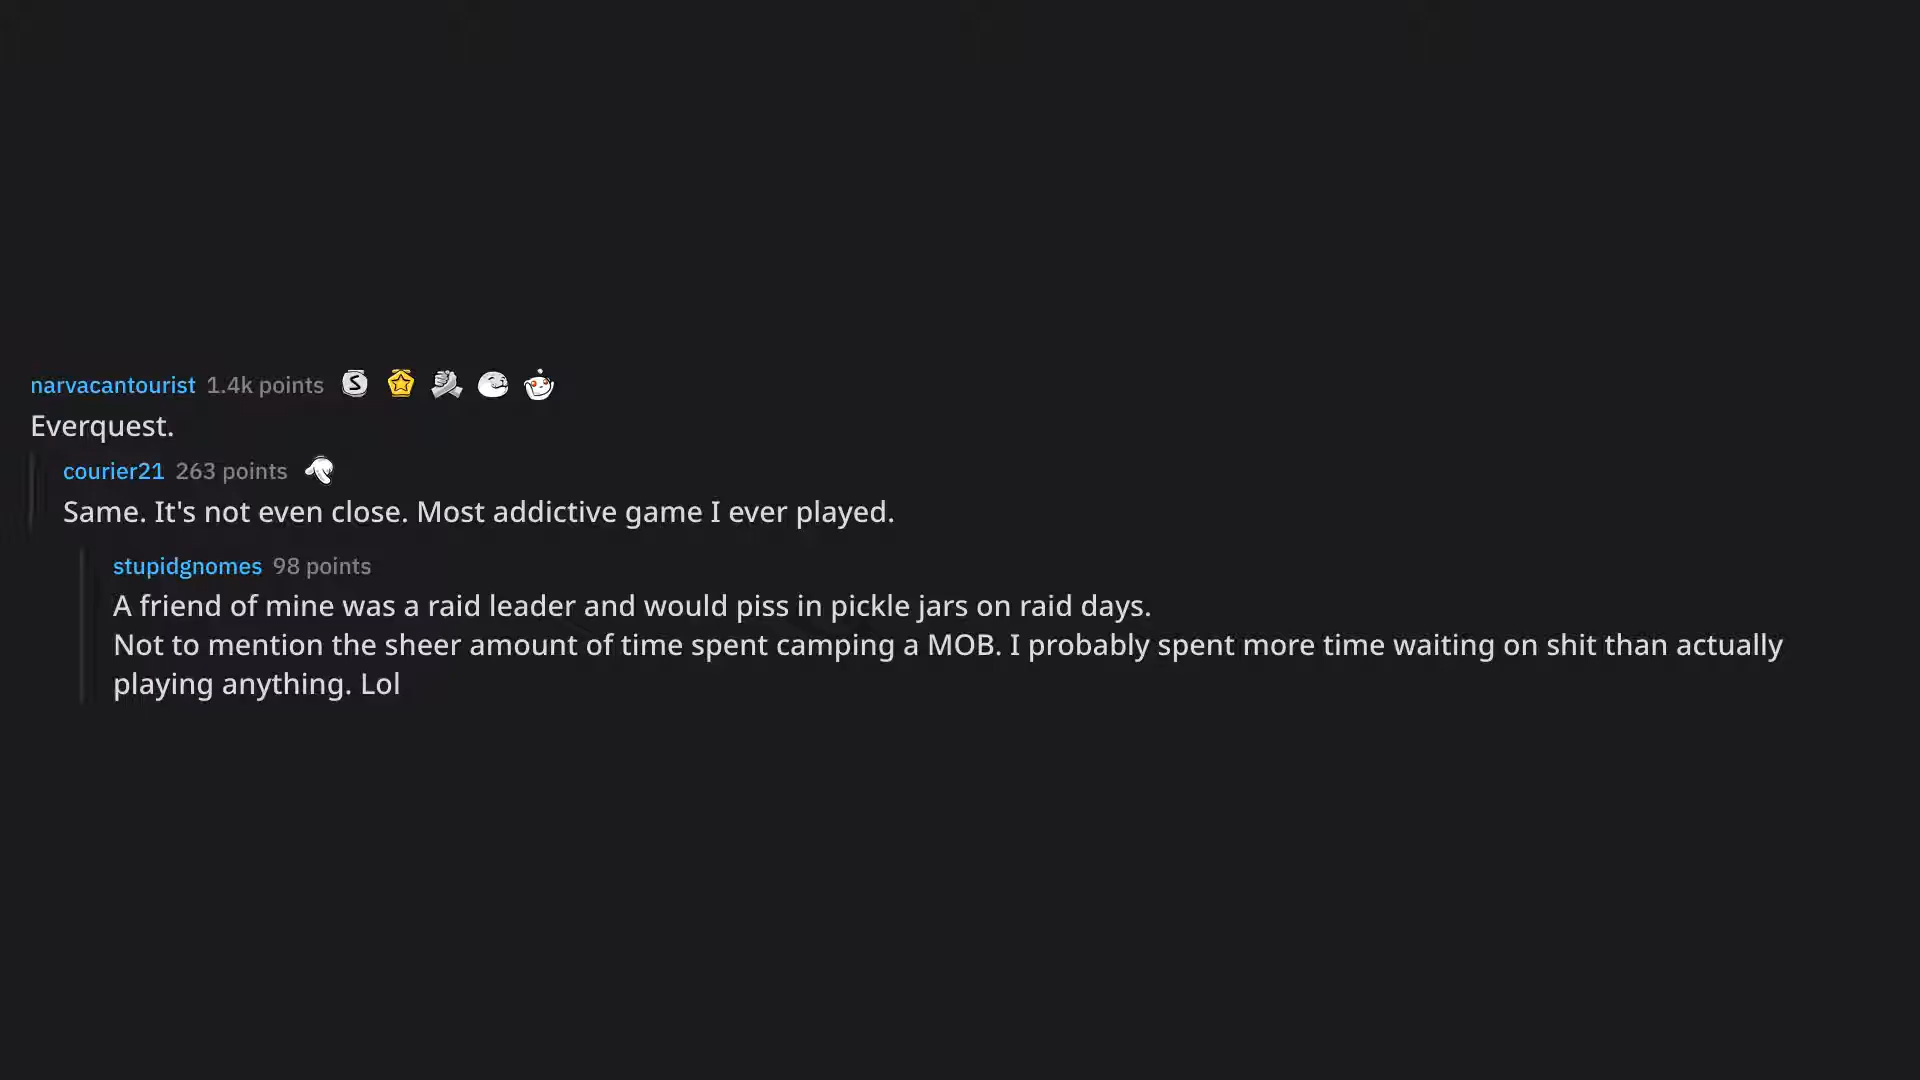 narvacantourist 1.4k points
Everquest.
courier21 263 points
Same. It's not even close. Most addictive game I ever played.
stupidgnomes 98 points
A friend of mine was a raid leader and would piss in pickle jars on raid days.
Not to mention the sheer amount of time spent camping a MOB. I probably spent more time waiting on shit than actually
playing anything. Lol